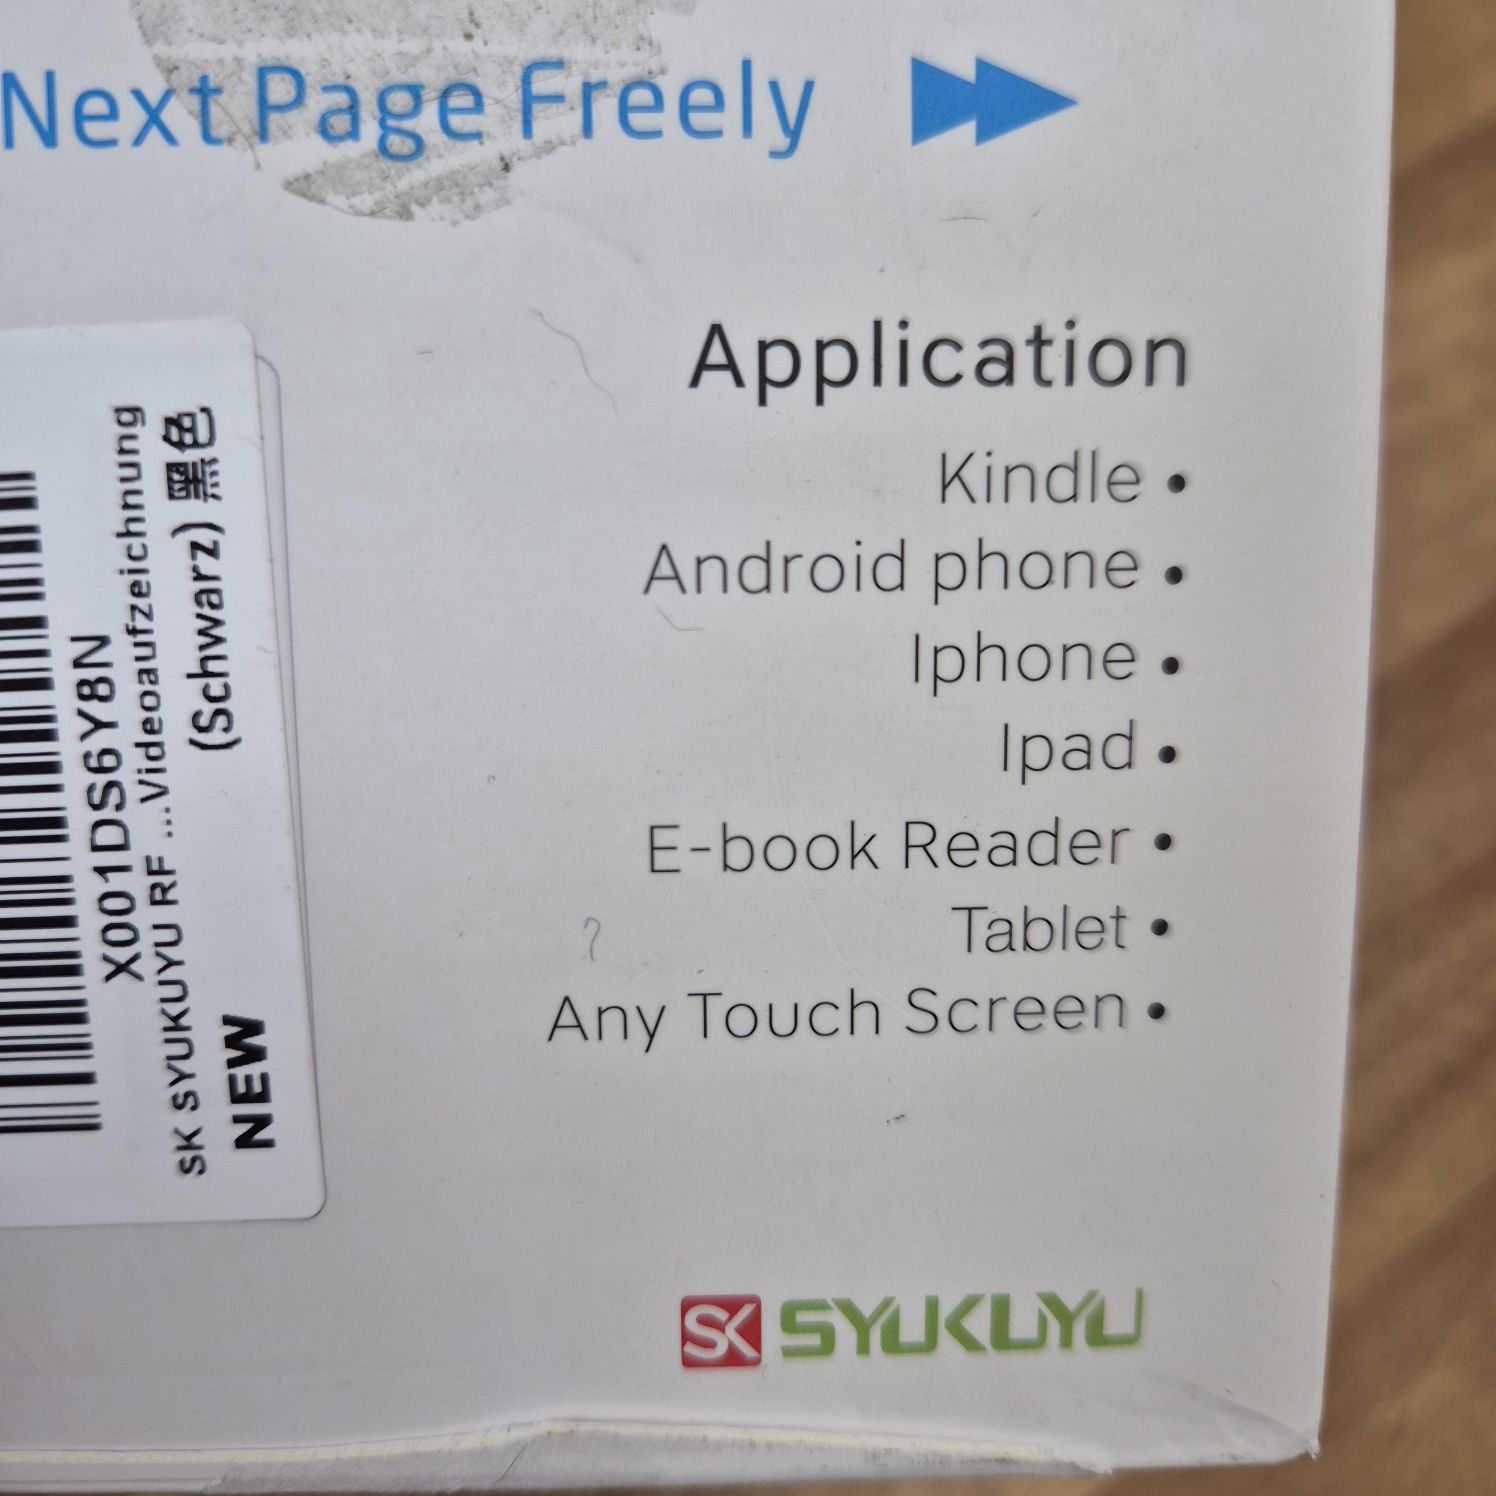 Next Page Freely
Application
Kindle •
Android phone •
Iphone •
Ipad •
E-book Reader •
Tablet •
Any Touch Screen •
X001DS6Y8N
SK SYUKUYU RF ...Videoaufzeichnung
(Schwarz) 黑色
NEW
SK SYUKUYU